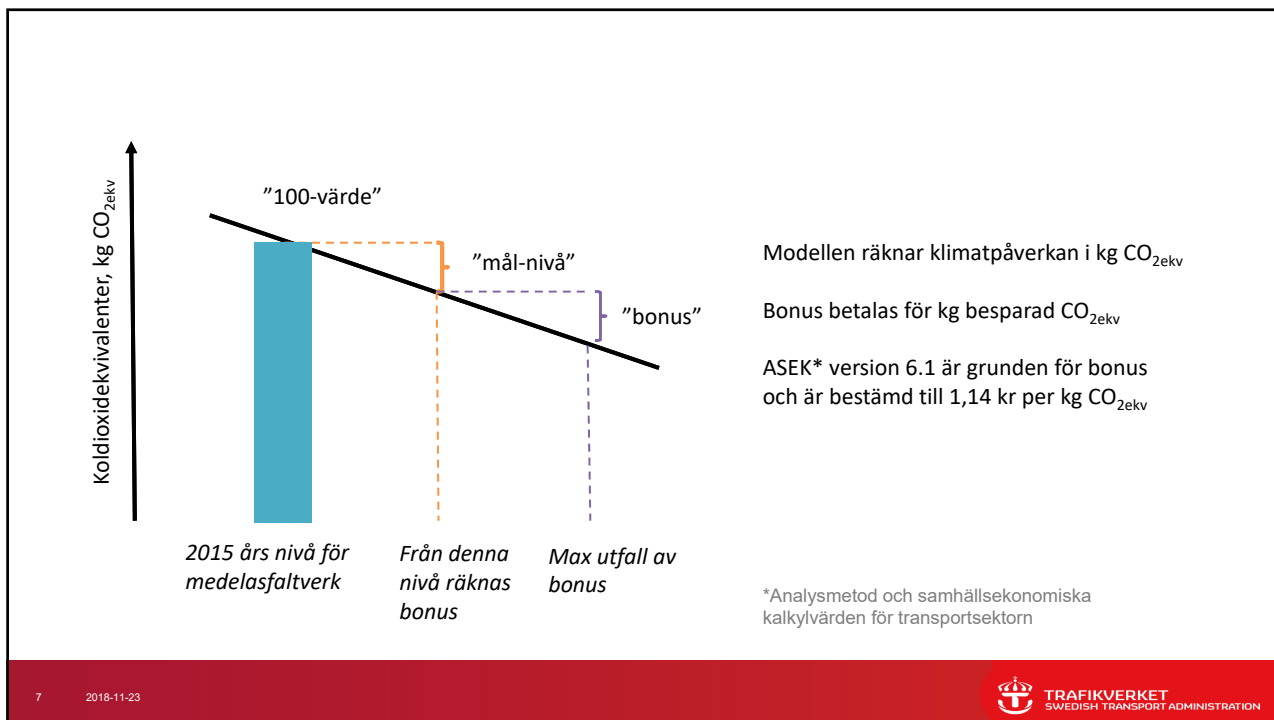 Koldioxidekvivalenter, kg CO2ekv
”100-värde”
”mål-nivå”
”bonus”
2015 års nivå för
medelasfaltverk
Från denna
nivå räknas
bonus
Max utfall av
bonus
Modellen räknar klimatpåverkan i kg CO2ekv
Bonus betalas för kg besparad CO2ekv
ASEK* version 6.1 är grunden för bonus
och är bestämd till 1,14 kr per kg CO2ekv
*Analysmetod och samhällsekonomiska
kalkylvärden för transportsektorn
7 2018-11-23
TRAFIKVERKET
SWEDISH TRANSPORT ADMINISTRATION